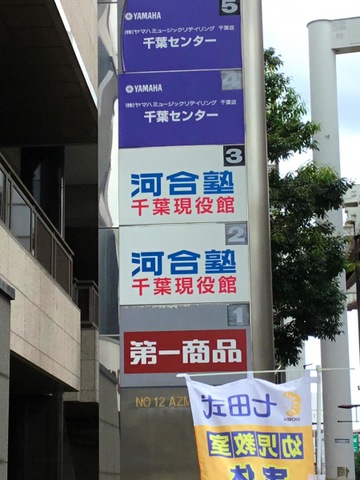 5
YAMAHA
(株)ヤマハミュージックリテイリング 千葉店
千葉センター
4
YAMAHA
(株)ヤマハミュージックリテイリング 千葉店
千葉センター
3
河合塾
千葉現役館
2
河合塾
千葉現役館
1
第一商品
NO 12 AZM
七田式
幼児教室